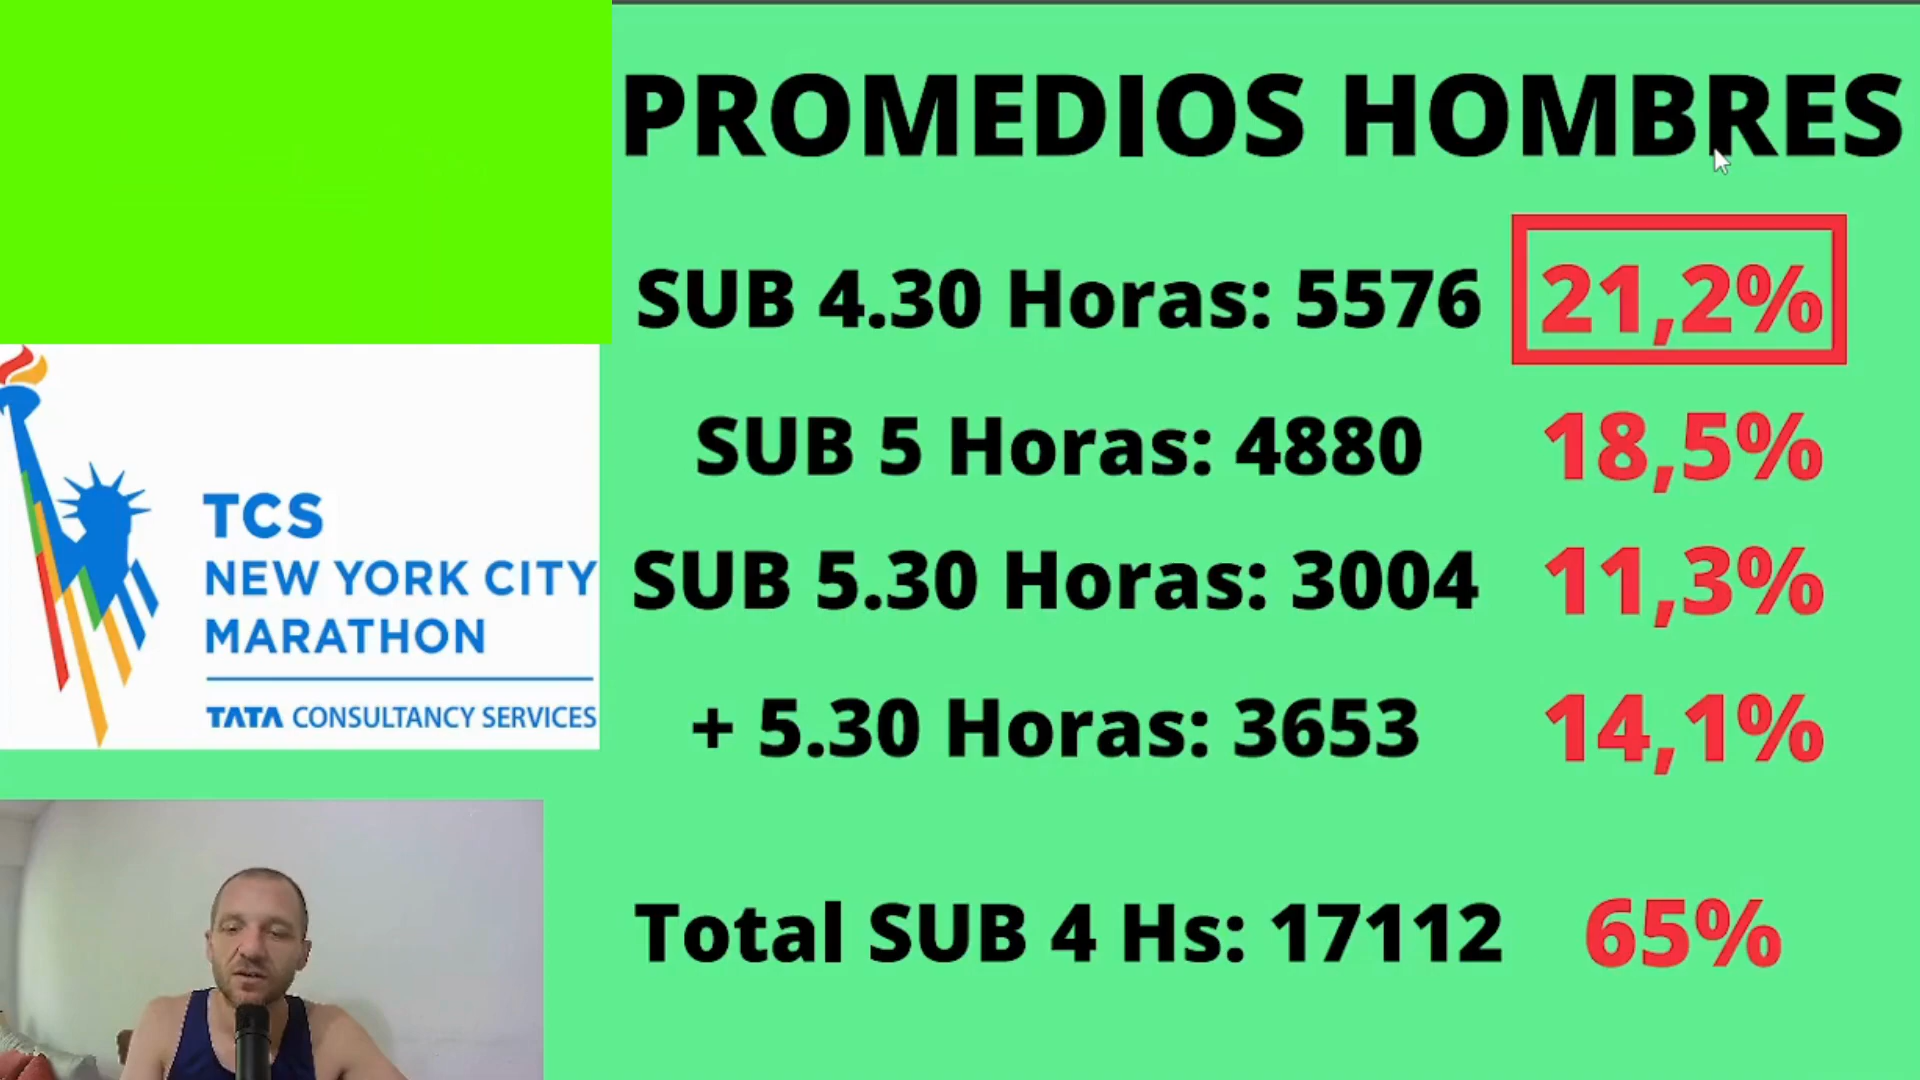 PROMEDIOS HOMBRES
SUB 4.30 Horas: 5576 21,2%
SUB 5 Horas: 4880 18,5%
SUB 5.30 Horas: 3004 11,3%
+ 5.30 Horas: 3653 14,1%
Total SUB 4 Hs: 17112 65%
TCS
NEW YORK CITY
MARATHON
TATA CONSULTANCY SERVICES